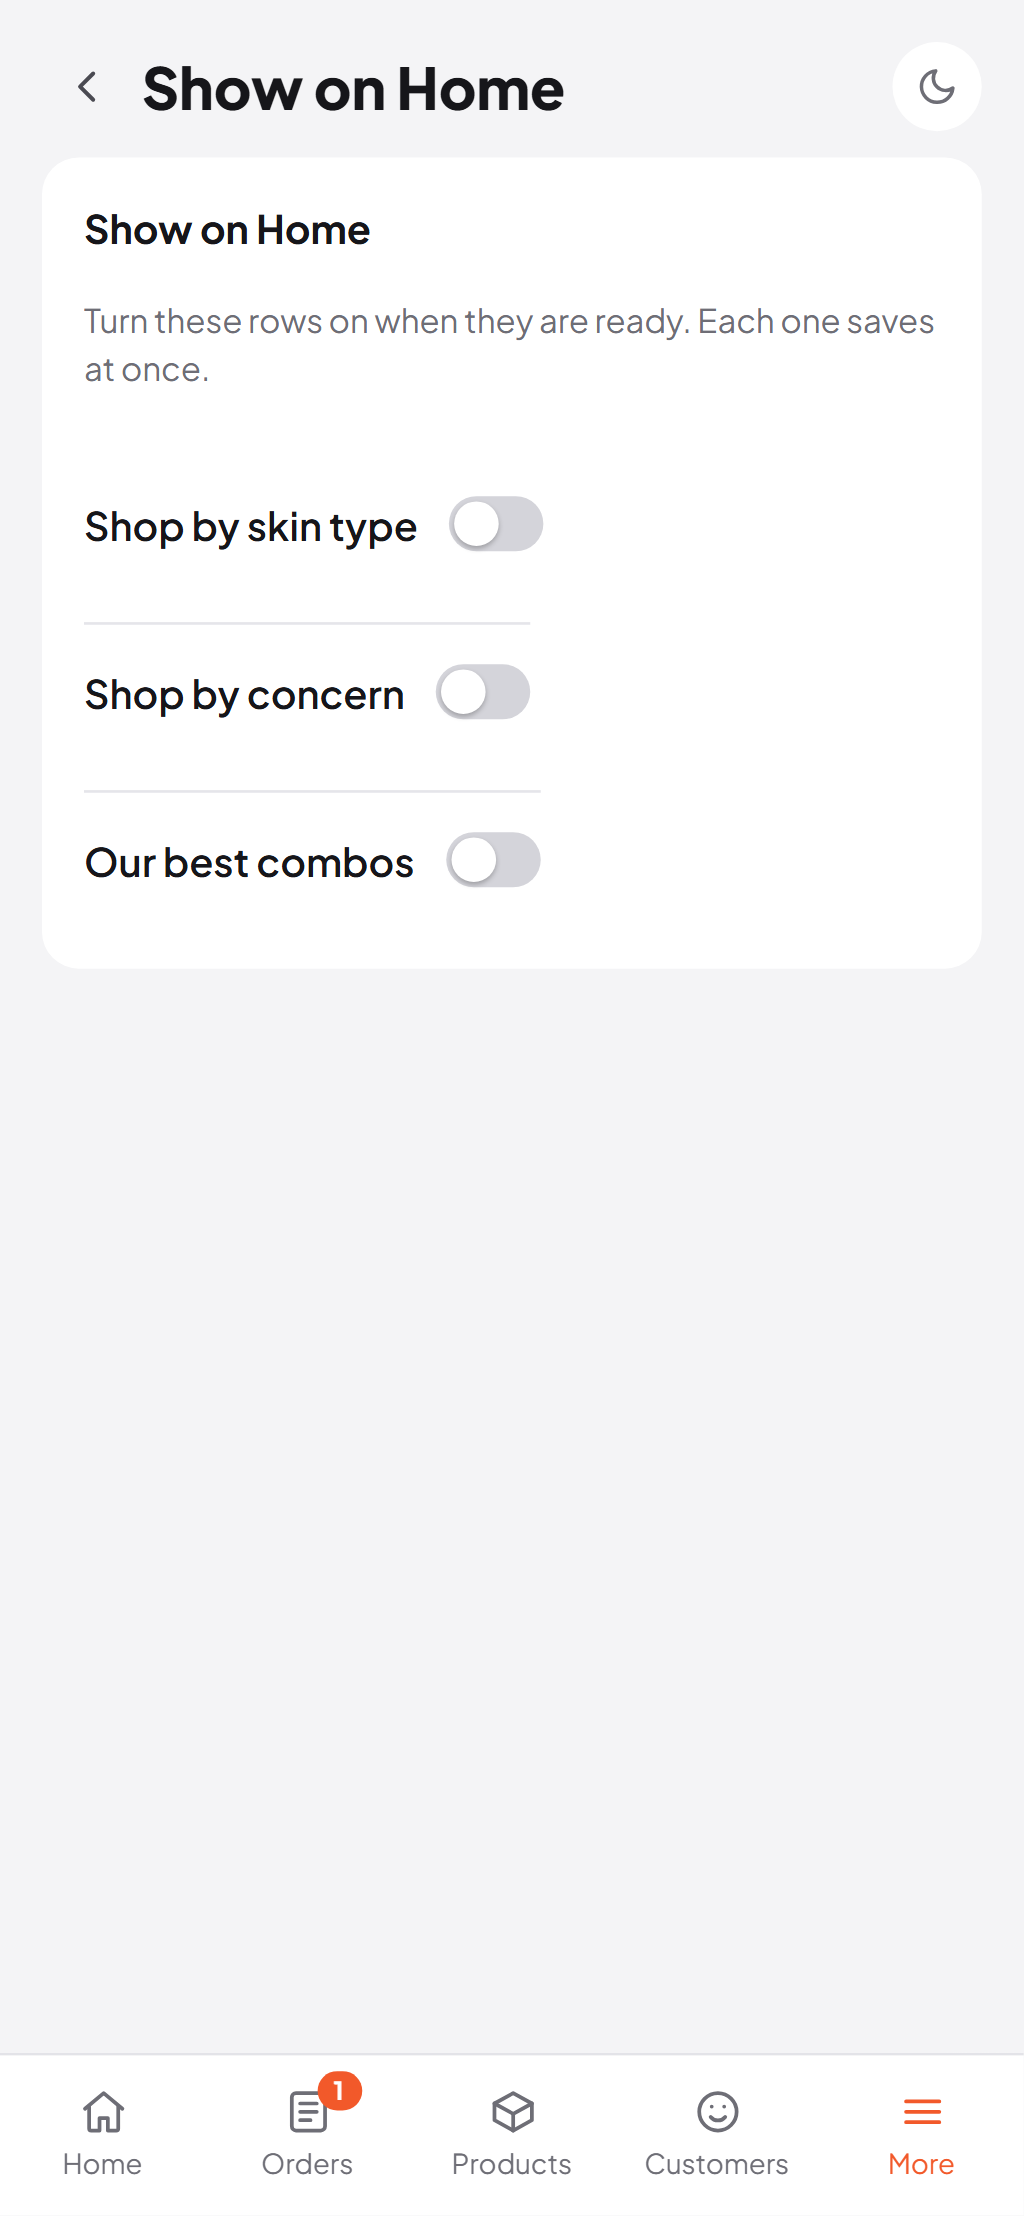 Show on Home
Show on Home
Turn these rows on when they are ready. Each one saves
at once.
Shop by skin type
Shop by concern
Our best combos
1
Home
Orders
Products
Customers
More